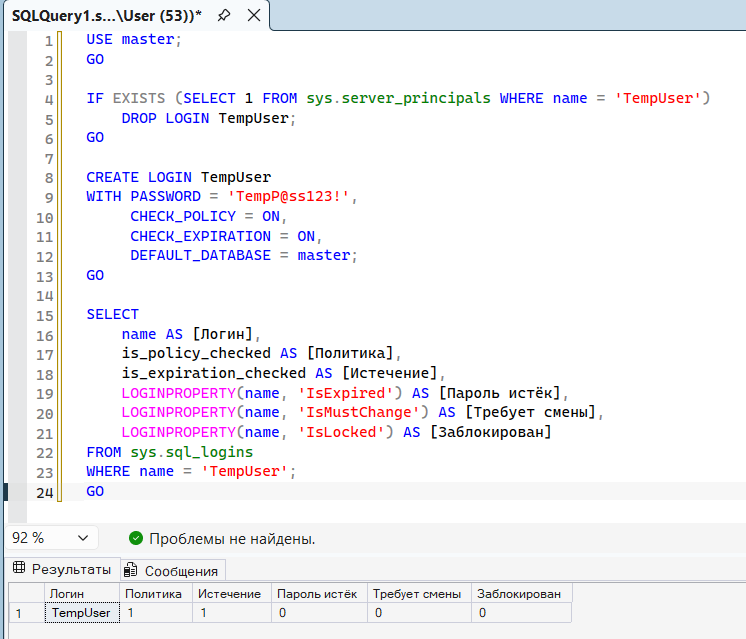 SQLQuery1.s...\User (53))*
1 USE master;
2 GO
3
4 IF EXISTS (SELECT 1 FROM sys.server_principals WHERE name = 'TempUser')
5 DROP LOGIN TempUser;
6 GO
7
8 CREATE LOGIN TempUser
9 WITH PASSWORD = 'TempP@ss123!',
10 CHECK_POLICY = ON,
11 CHECK_EXPIRATION = ON,
12 DEFAULT_DATABASE = master;
13 GO
14
15 SELECT
16 name AS [Логин],
17 is_policy_checked AS [Политика],
18 is_expiration_checked AS [Истечение],
19 LOGINPROPERTY(name, 'IsExpired') AS [Пароль истёк],
20 LOGINPROPERTY(name, 'IsMustChange') AS [Требует смены],
21 LOGINPROPERTY(name, 'IsLocked') AS [Заблокирован]
22 FROM sys.sql_logins
23 WHERE name = 'TempUser';
24 GO
92 % Проблемы не найдены.
Результаты Сообщения
Логин Политика Истечение Пароль истёк Требует смены Заблокирован
1 TempUser 1 1 0 0 0